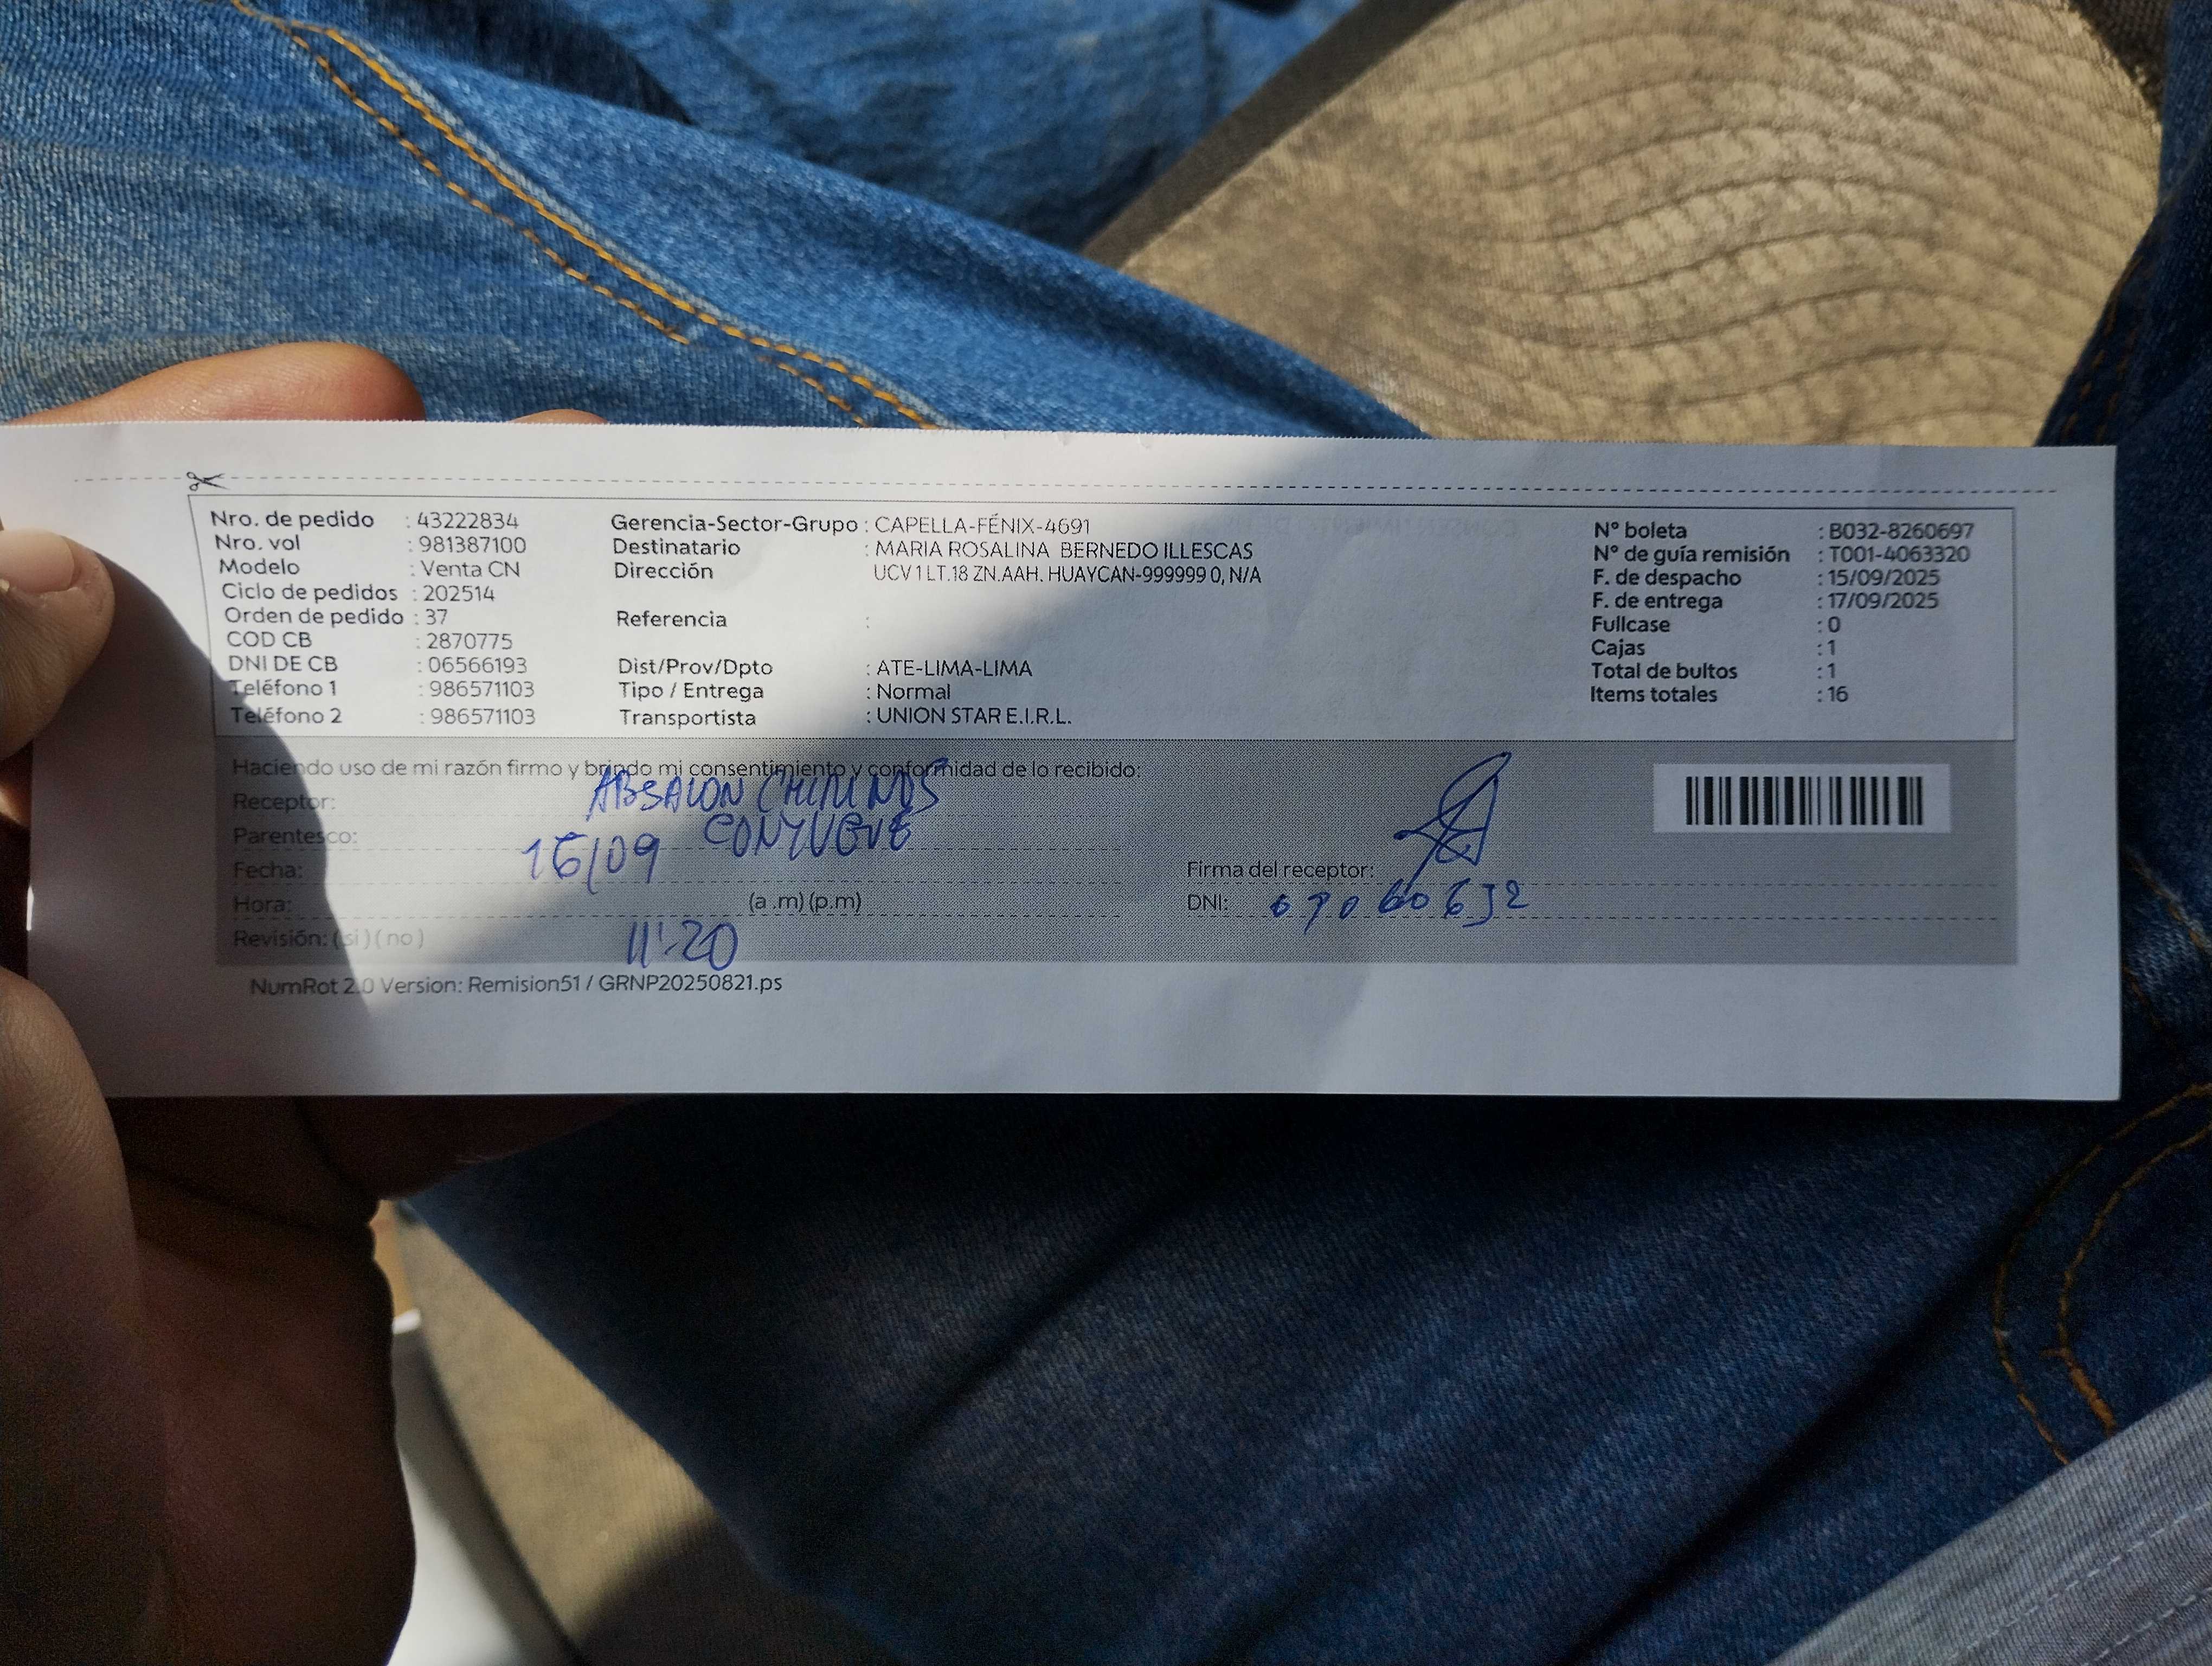 Nro. de pedido : 43222834
Nro. vol : 981387100
Modelo : Venta CN
Ciclo de pedidos : 202514
Orden de pedido : 37
COD CB : 2870775
DNI DE CB : 06566193
Teléfono 1 : 986571103
Teléfono 2 : 986571103
Gerencia-Sector-Grupo : CAPELLA-FÉNIX-4691
Destinatario : MARIA ROSALINA BERNEDO ILLESCAS
Dirección UCV 1 LT.18 ZN.AAH. HUAYCAN-999999 0, N/A
Referencia :
Dist/Prov/Dpto : ATE-LIMA-LIMA
Tipo / Entrega : Normal
Transportista : UNION STAR E.I.R.L.
N° boleta : B032-8260697
N° de guía remisión : T001-4063320
F. de despacho : 15/09/2025
F. de entrega : 17/09/2025
Fullcase : 0
Cajas : 1
Total de bultos : 1
Items totales : 16
Haciendo uso de mi razón firmo y brindo mi consentimiento y conformidad de lo recibido:
Receptor: ABSALON CHIRINOS
Parentesco: CONYUGUE
Fecha: 16/09
Hora: (a .m) (p.m)
11:20
Revisión: ( si ) ( no )
Firma del receptor:
DNI:
NumRot 2.0 Version: Remision51 / GRNP20250821.ps